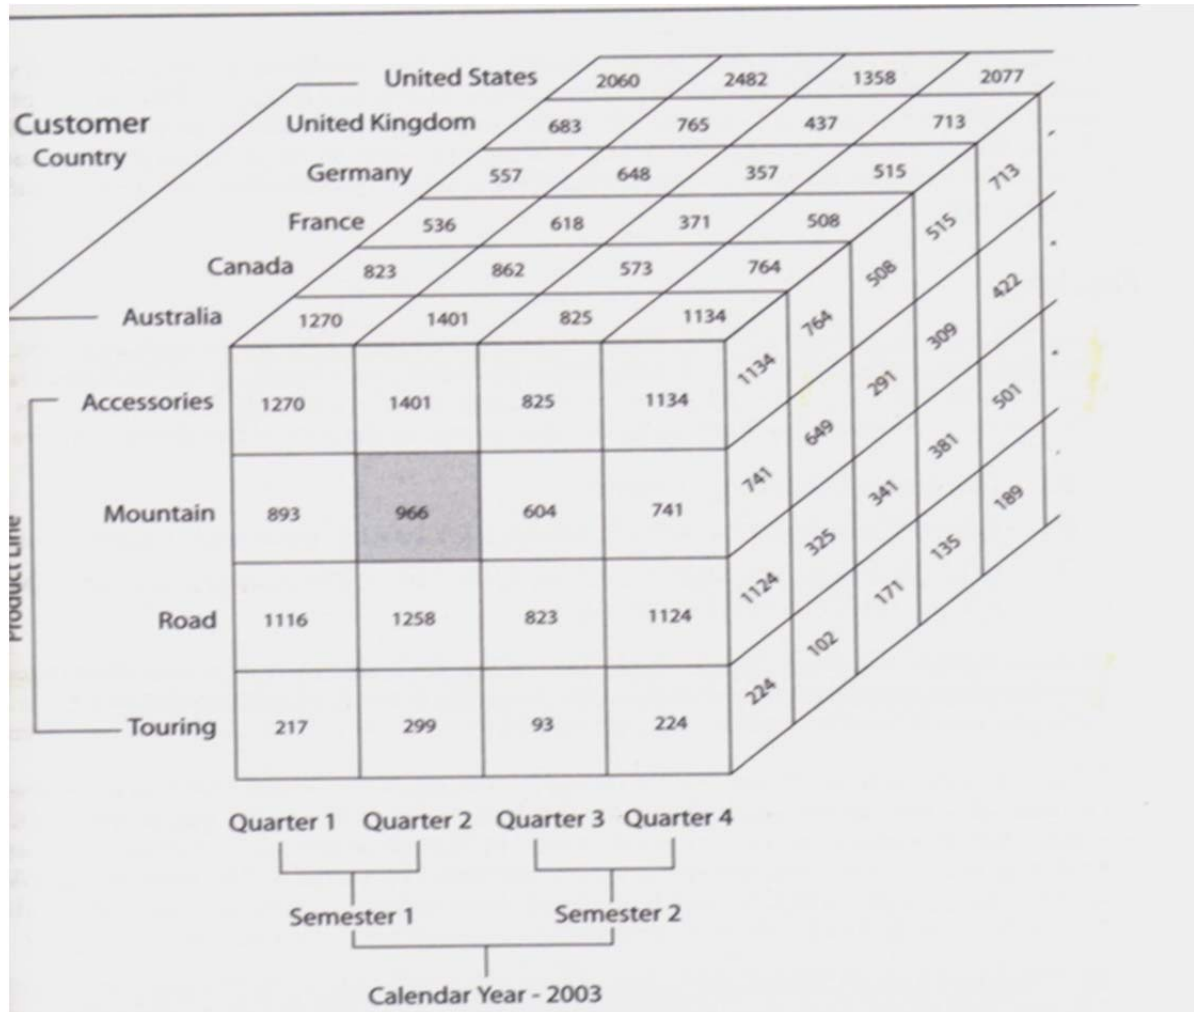 United States 2060 2482 1358 2077
Customer
Country
United Kingdom 683 765 437 713
Germany 557 648 357 515
France 536 618 371 508
Canada 823 862 573 764
Australia 1270 1401 825 1134
Accessories 1270 1401 825 1134
Mountain 893 966 604 741
Road 1116 1258 823 1124
Touring 217 299 93 224
Product Line
1134 764 508 515 713
741 649 291 309 422
1124 325 341 381 501
224 102 171 135 189
Quarter 1 Quarter 2 Quarter 3 Quarter 4
Semester 1 Semester 2
Calendar Year - 2003